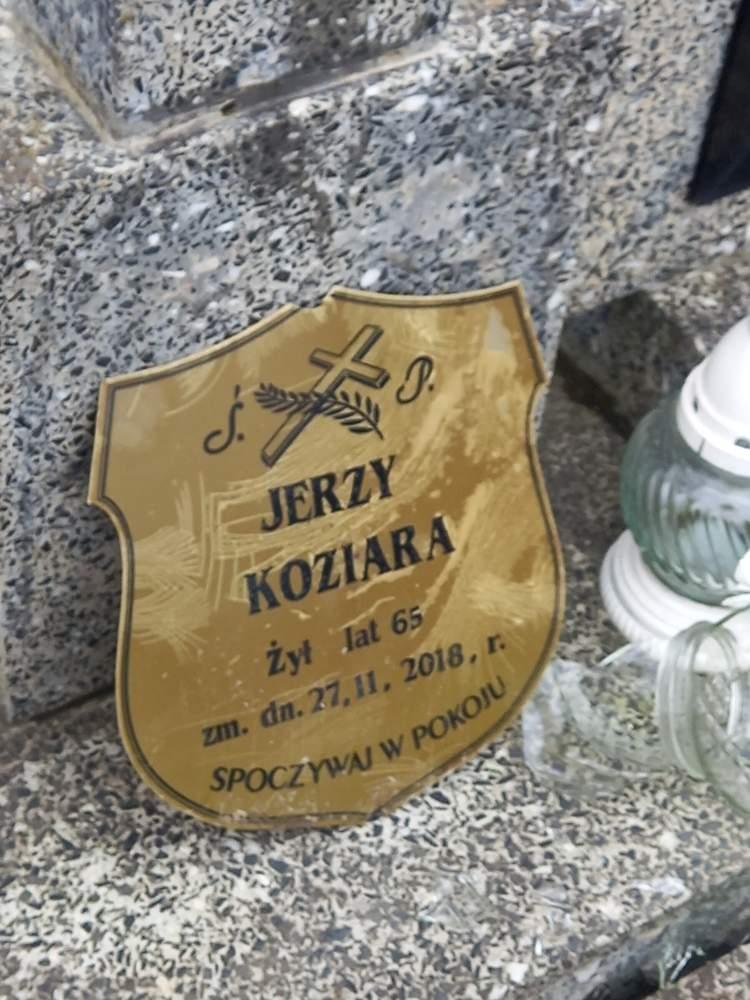 Ś. P.
JERZY
KOZIARA
Żył lat 65
zm. dn. 27.11. 2018. r.
SPOCZYWAJ W POKOJU